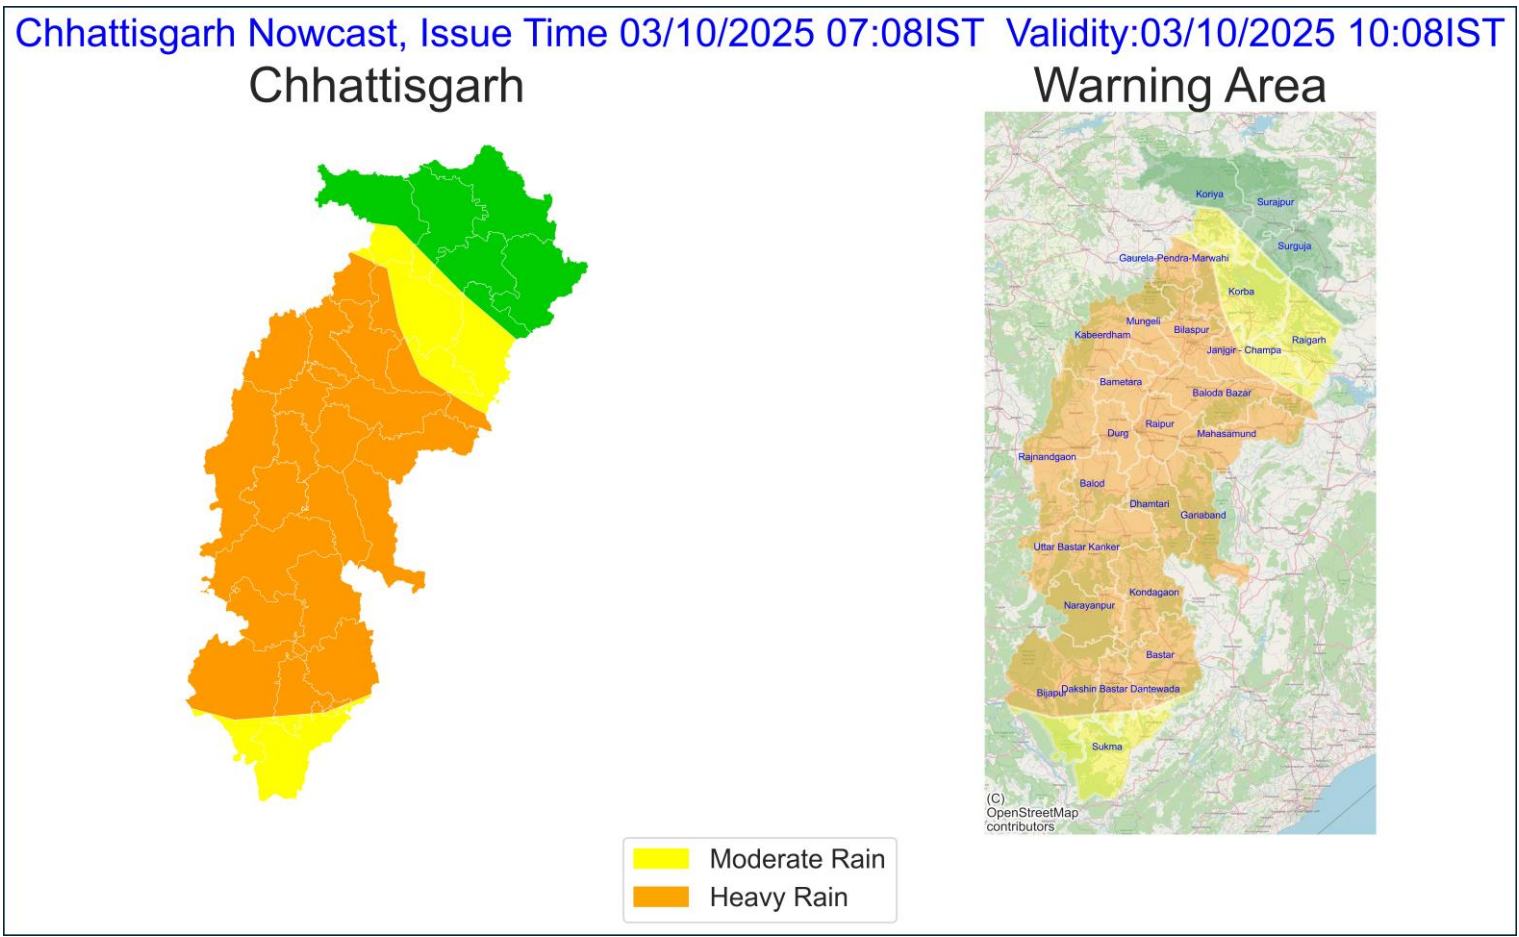 Chhattisgarh Nowcast, Issue Time 03/10/2025 07:08IST Validity:03/10/2025 10:08IST
Chhattisgarh
Warning Area
Koriya
Surajpur
Surguja
Gaurela-Pendra-Marwahi
Korba
Mungeli
Bilaspur
Kabeerdham
Raigarh
Janjgir - Champa
Bametara
Baloda Bazar
Raipur
Durg
Mahasamund
Rajnandgaon
Balod
Dhamtari
Gariaband
Uttar Bastar Kanker
Kondagaon
Narayanpur
Bastar
Bijapur
Dakshin Bastar Dantewada
Sukma
(C)
OpenStreetMap
contributors
Moderate Rain
Heavy Rain